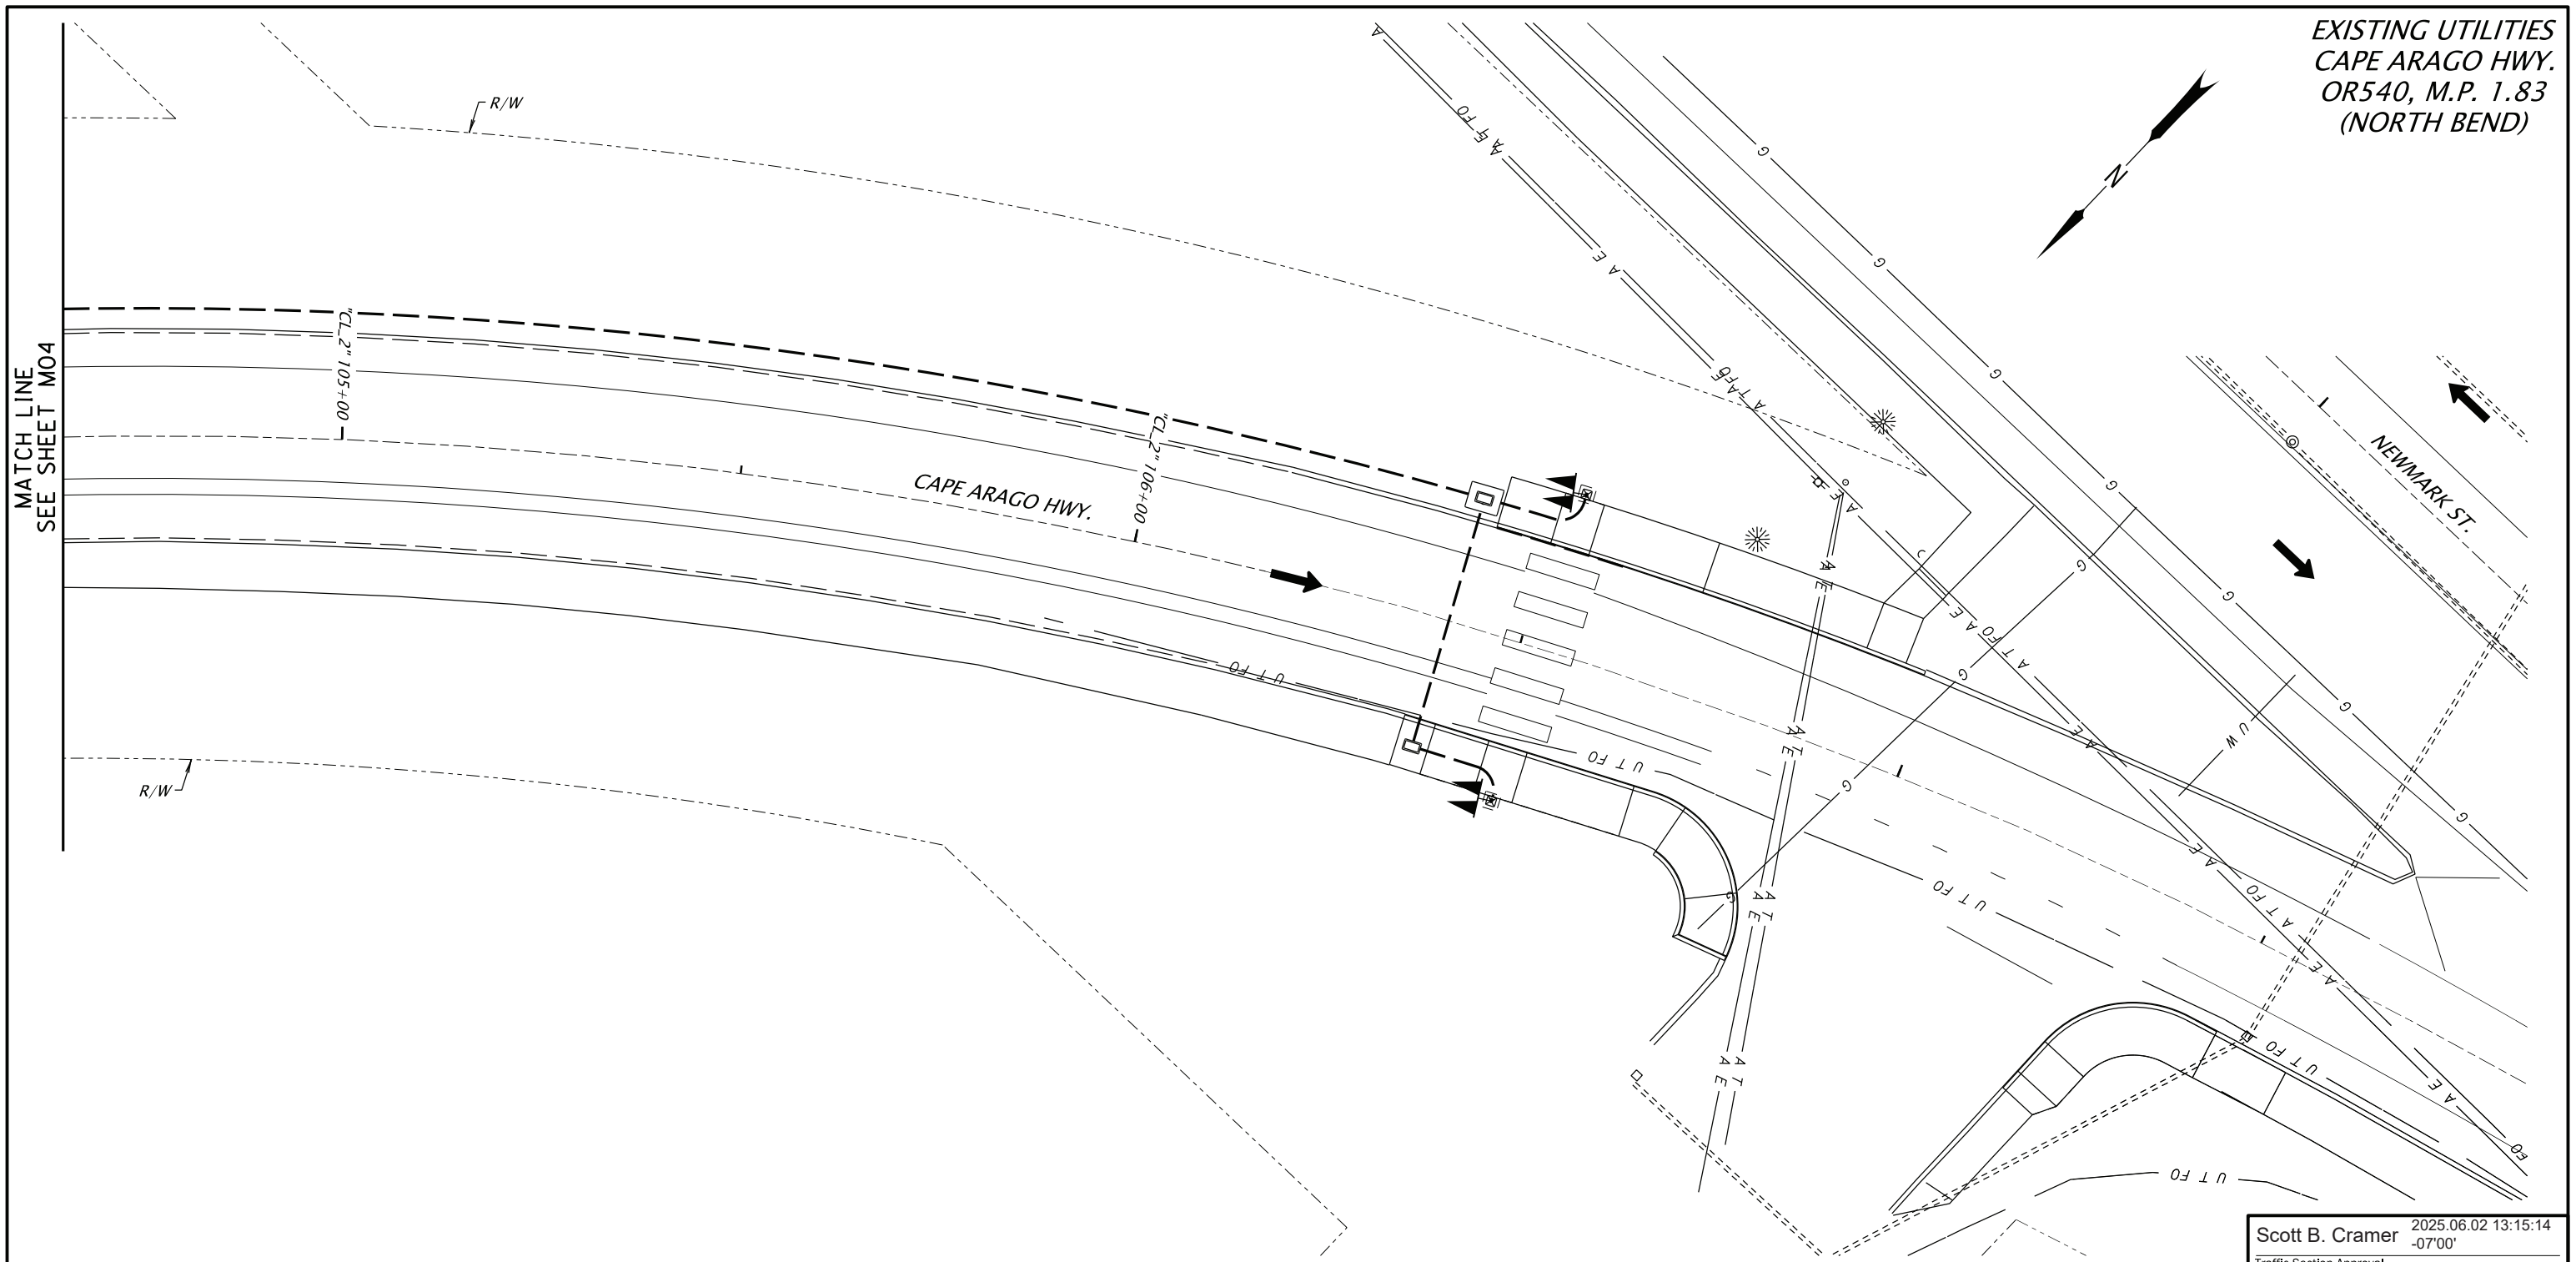 EXISTING UTILITIES
CAPE ARAGO HWY.
OR540, M.P. 1.83
(NORTH BEND)
N
R/W
MATCH LINE
SEE SHEET M04
"CL_2" 105+00
"CL_2" 106+00
CAPE ARAGO HWY.
NEWMARK ST.
R/W
A
FO
A E
A
E A
A T FO
A
A E
A T
A E
A T
G
G
G
G
G
G
G
G
G
G
G
G
G
U T FO
U T FO
U T FO
U T FO
U T FO
U W
A E
A T FO
A E
A E
A T FO
A E
A E
A T
A E
A T
A E
A E
FO
Scott B. Cramer
2025.06.02 13:15:14
-07'00'